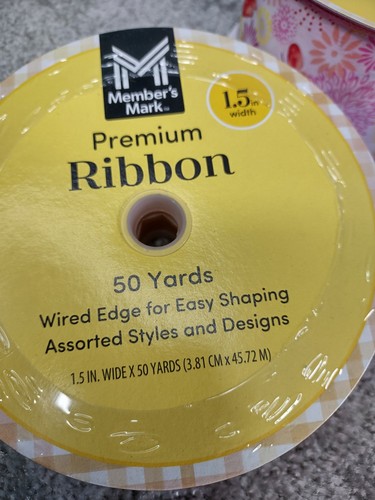 Member's
Mark™
1.5 in
width
Premium
Ribbon
50 Yards
Wired Edge for Easy Shaping
Assorted Styles and Designs
1.5 IN. WIDE X 50 YARDS (3.81 CM x 45.72 M)